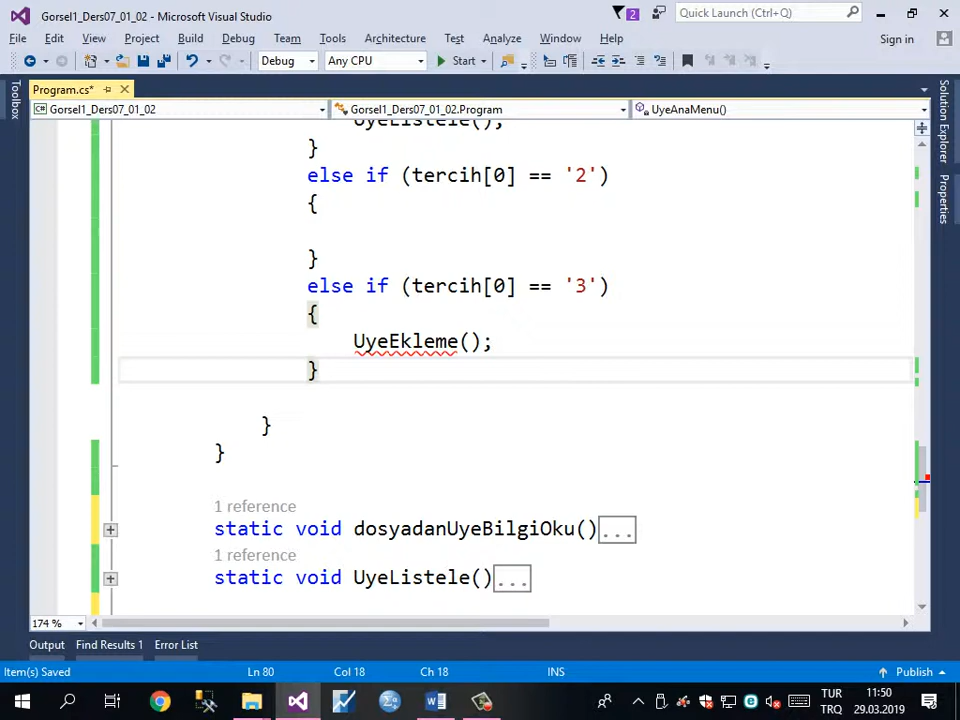 Gorsel1_Ders07_01_02 - Microsoft Visual Studio
2
Quick Launch (Ctrl+Q)
File Edit View Project Build Debug Team Tools Architecture Test Analyze Window Help
Sign in
Debug Any CPU Start
Program.cs*
Gorsel1_Ders07_01_02 Gorsel1_Ders07_01_02.Program UyeAnaMenu()
Toolbox
Solution Explorer
Properties
UyeListele();
}
else if (tercih[0] == '2')
{
}
else if (tercih[0] == '3')
{
UyeEkleme();
}
}
}
1 reference
static void dosyadanUyeBilgiOku()...
1 reference
static void UyeListele()...
174 %
Output Find Results 1 Error List
Item(s) Saved Ln 80 Col 18 Ch 18 INS Publish
TUR 11:50
TRQ 29.03.2019